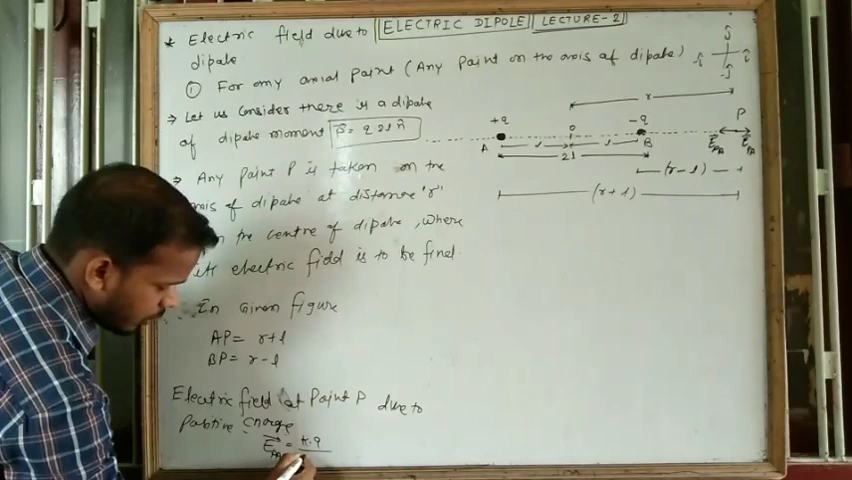 ELECTRIC DIPOLE LECTURE-2
* Electric field due to
dipole
① For any axial point (Any point on the axis of dipole)
⇒ Let us consider there is a dipole
of dipole moment P⃗ = q 2l n̂
⇒ Any point P is taken on the
axis of dipole at distance "r"
the centre of dipole, where
electric field is to be find.
In Given figure
AP = r+l
BP = r-l
Electric field at Point P due to
Positive charge
E⃗PA = k.q
ĵ
-î î
-ĵ
r
+q O -q P
A l l B E⃗PB E⃗PA
2l
(r-l)
(r+l)